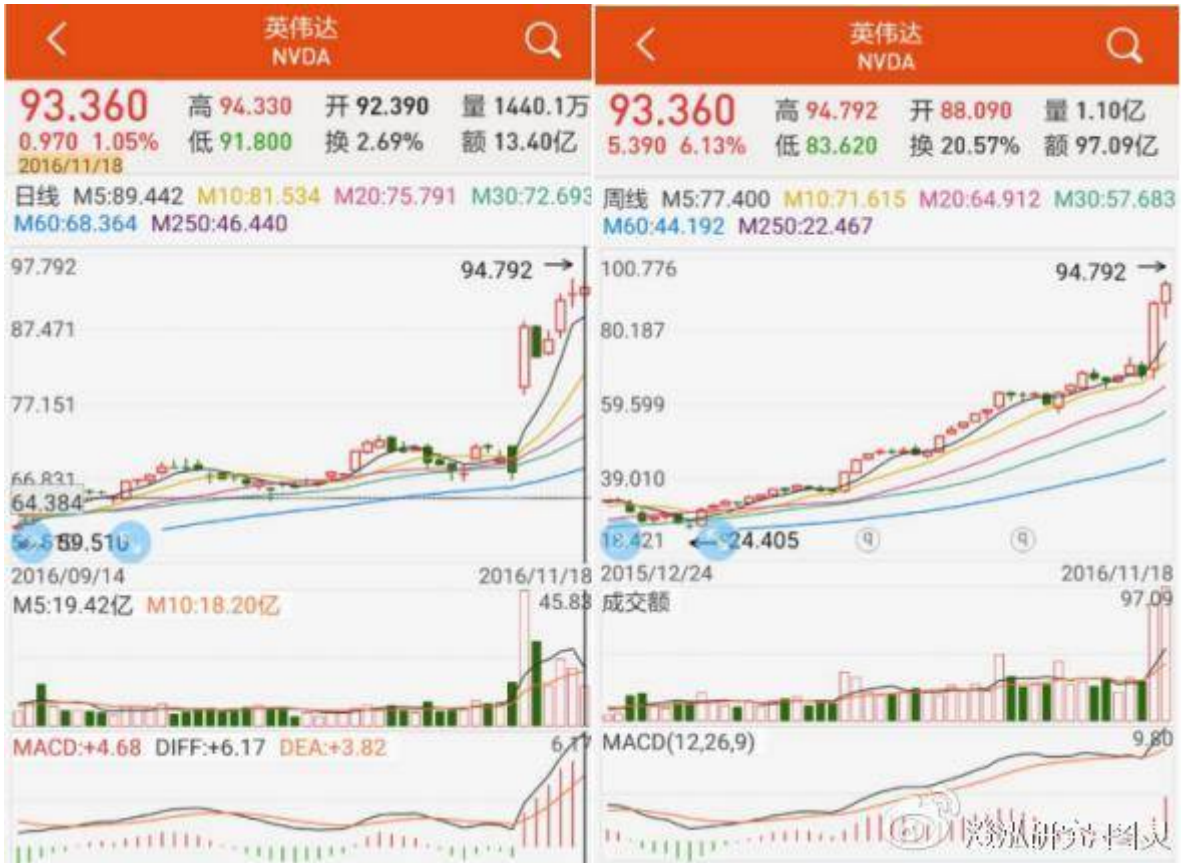 英伟达
NVDA
93.360
高 94.330 开 92.390 量 1440.1万
0.970 1.05% 低 91.800 换 2.69% 额 13.40亿
2016/11/18
日线 M5:89.442 M10:81.534 M20:75.791 M30:72.693
M60:68.364 M250:46.440
97.792
94.792
87.471
77.151
66.831
64.384
59.510
2016/09/14 2016/11/18
M5:19.42亿 M10:18.20亿 45.83
MACD:+4.68 DIFF:+6.17 DEA:+3.82 6.17
英伟达
NVDA
93.360
高 94.792 开 88.090 量 1.10亿
5.390 6.13% 低 83.620 换 20.57% 额 97.09亿
周线 M5:77.400 M10:71.615 M20:64.912 M30:57.683
M60:44.192 M250:22.467
100.776
94.792
80.187
59.599
39.010
18.421 24.405 q q
2015/12/24 2016/11/18
成交额 97.09
MACD(12,26,9) 9.80